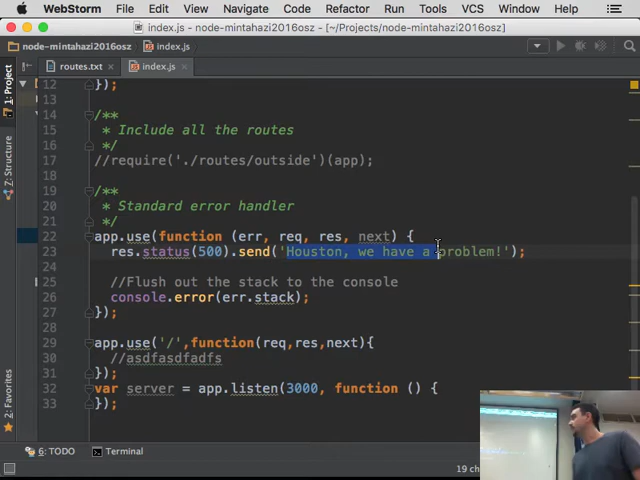 WebStorm File Edit View Navigate Code Refactor Run Tools VCS Window Help
index.js - node-mintahazi2016osz - [~/Projects/node-mintahazi2016osz]
node-mintahazi2016osz index.js
routes.txt index.js
1: Project
7: Structure
2: Favorites
12 });
13
14 /**
15 * Include all the routes
16 */
17 //require('./routes/outside')(app);
18
19 /**
20 * Standard error handler
21 */
22 app.use(function (err, req, res, next) {
23 res.status(500).send('Houston, we have a problem!');
24
25 //Flush out the stack to the console
26 console.error(err.stack);
27 });
28
29 app.use('/',function(req,res,next){
30 //asdfasdfadfs
31 });
32 var server = app.listen(3000, function () {
33 });
6: TODO Terminal
19 ch